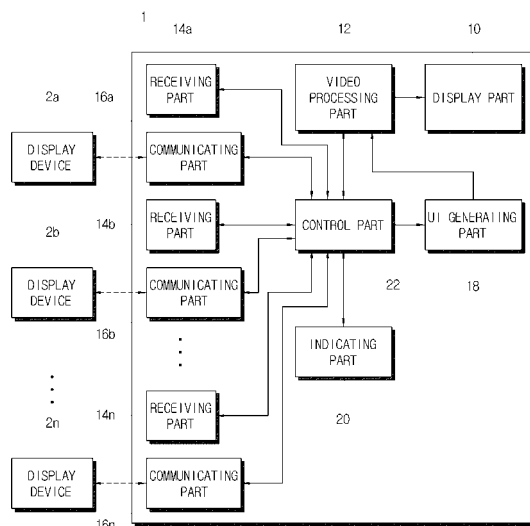 1
14a
12
10
2a
16a
RECEIVING
PART
VIDEO
PROCESSING
PART
DISPLAY PART
DISPLAY
DEVICE
COMMUNICATING
PART
2b
14b
RECEIVING
PART
CONTROL PART
UI GENERATING
PART
DISPLAY
DEVICE
COMMUNICATING
PART
22
18
16b
INDICATING
PART
2n
14n
RECEIVING
PART
20
DISPLAY
DEVICE
COMMUNICATING
PART
16n